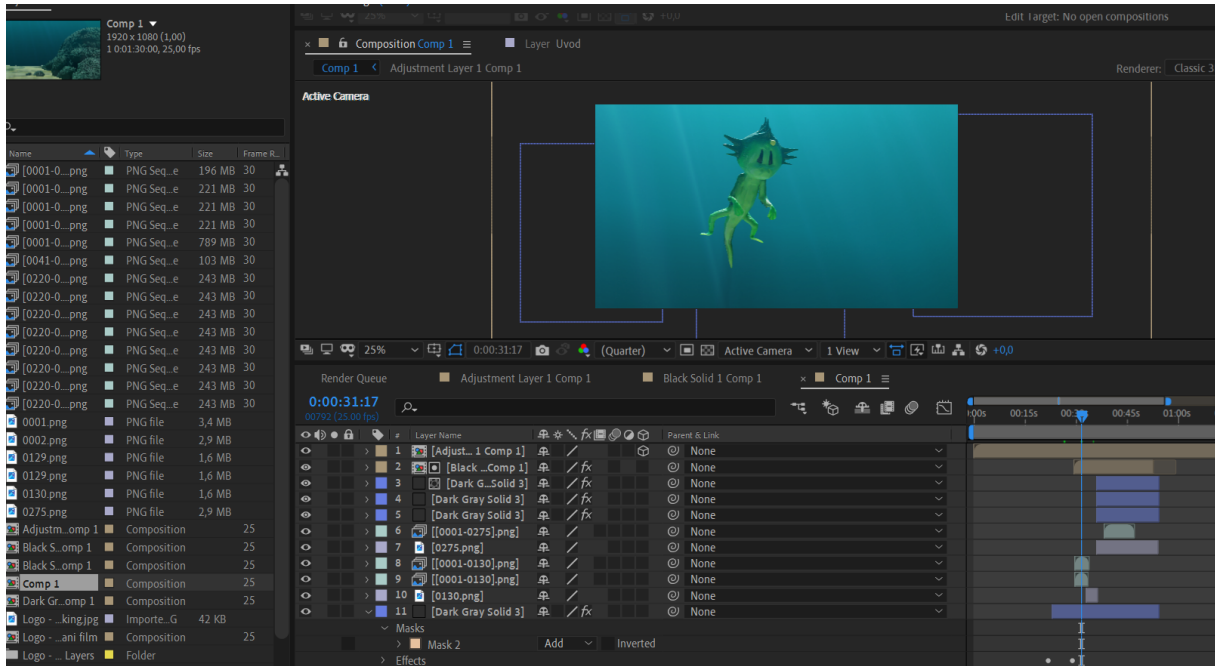 Comp 1
1920 x 1080 (1,00)
1 0:01:30:00, 25,00 fps
25%
+0,0
Edit Target: No open compositions
× Composition Comp 1 ≡
Layer Uvod
Comp 1 Adjustment Layer 1 Comp 1
Renderer: Classic 3
Active Camera
Name Type Size Frame R...
[0001-0....png PNG Seq...e 196 MB 30
[0001-0....png PNG Seq...e 221 MB 30
[0001-0....png PNG Seq...e 221 MB 30
[0001-0....png PNG Seq...e 221 MB 30
[0001-0....png PNG Seq...e 789 MB 30
[0041-0....png PNG Seq...e 103 MB 30
[0220-0....png PNG Seq...e 243 MB 30
[0220-0....png PNG Seq...e 243 MB 30
[0220-0....png PNG Seq...e 243 MB 30
[0220-0....png PNG Seq...e 243 MB 30
[0220-0....png PNG Seq...e 243 MB 30
[0220-0....png PNG Seq...e 243 MB 30
[0220-0....png PNG Seq...e 243 MB 30
[0220-0....png PNG Seq...e 243 MB 30
0001.png PNG file 3,4 MB
0002.png PNG file 2,9 MB
0129.png PNG file 1,6 MB
0129.png PNG file 1,6 MB
0130.png PNG file 1,6 MB
0275.png PNG file 2,9 MB
Adjustm...omp 1 Composition 25
Black S...omp 1 Composition 25
Black S...omp 1 Composition 25
Comp 1 Composition 25
Dark Gr...omp 1 Composition 25
Logo - ...king.jpg Importe...G 42 KB
Logo - ...ani film Composition 25
Logo - ... Layers Folder
25% 0:00:31:17 (Quarter) Active Camera 1 View +0,0
Render Queue Adjustment Layer 1 Comp 1 Black Solid 1 Comp 1 × Comp 1 ≡
0:00:31:17
00792 (25.00 fps)
00:15s 00:45s 01:00s
# Layer Name fx Parent & Link
1 [Adjust... 1 Comp 1] None
2 [Black ...Comp 1] fx None
3 [Dark G...Solid 3] fx None
4 [Dark Gray Solid 3] fx None
5 [Dark Gray Solid 3] fx None
6 [[0001-0275].png] None
7 [0275.png] None
8 [[0001-0130].png] None
9 [[0001-0130].png] None
10 [0130.png] None
11 [Dark Gray Solid 3] fx None
Masks
Mask 2 Add Inverted
Effects